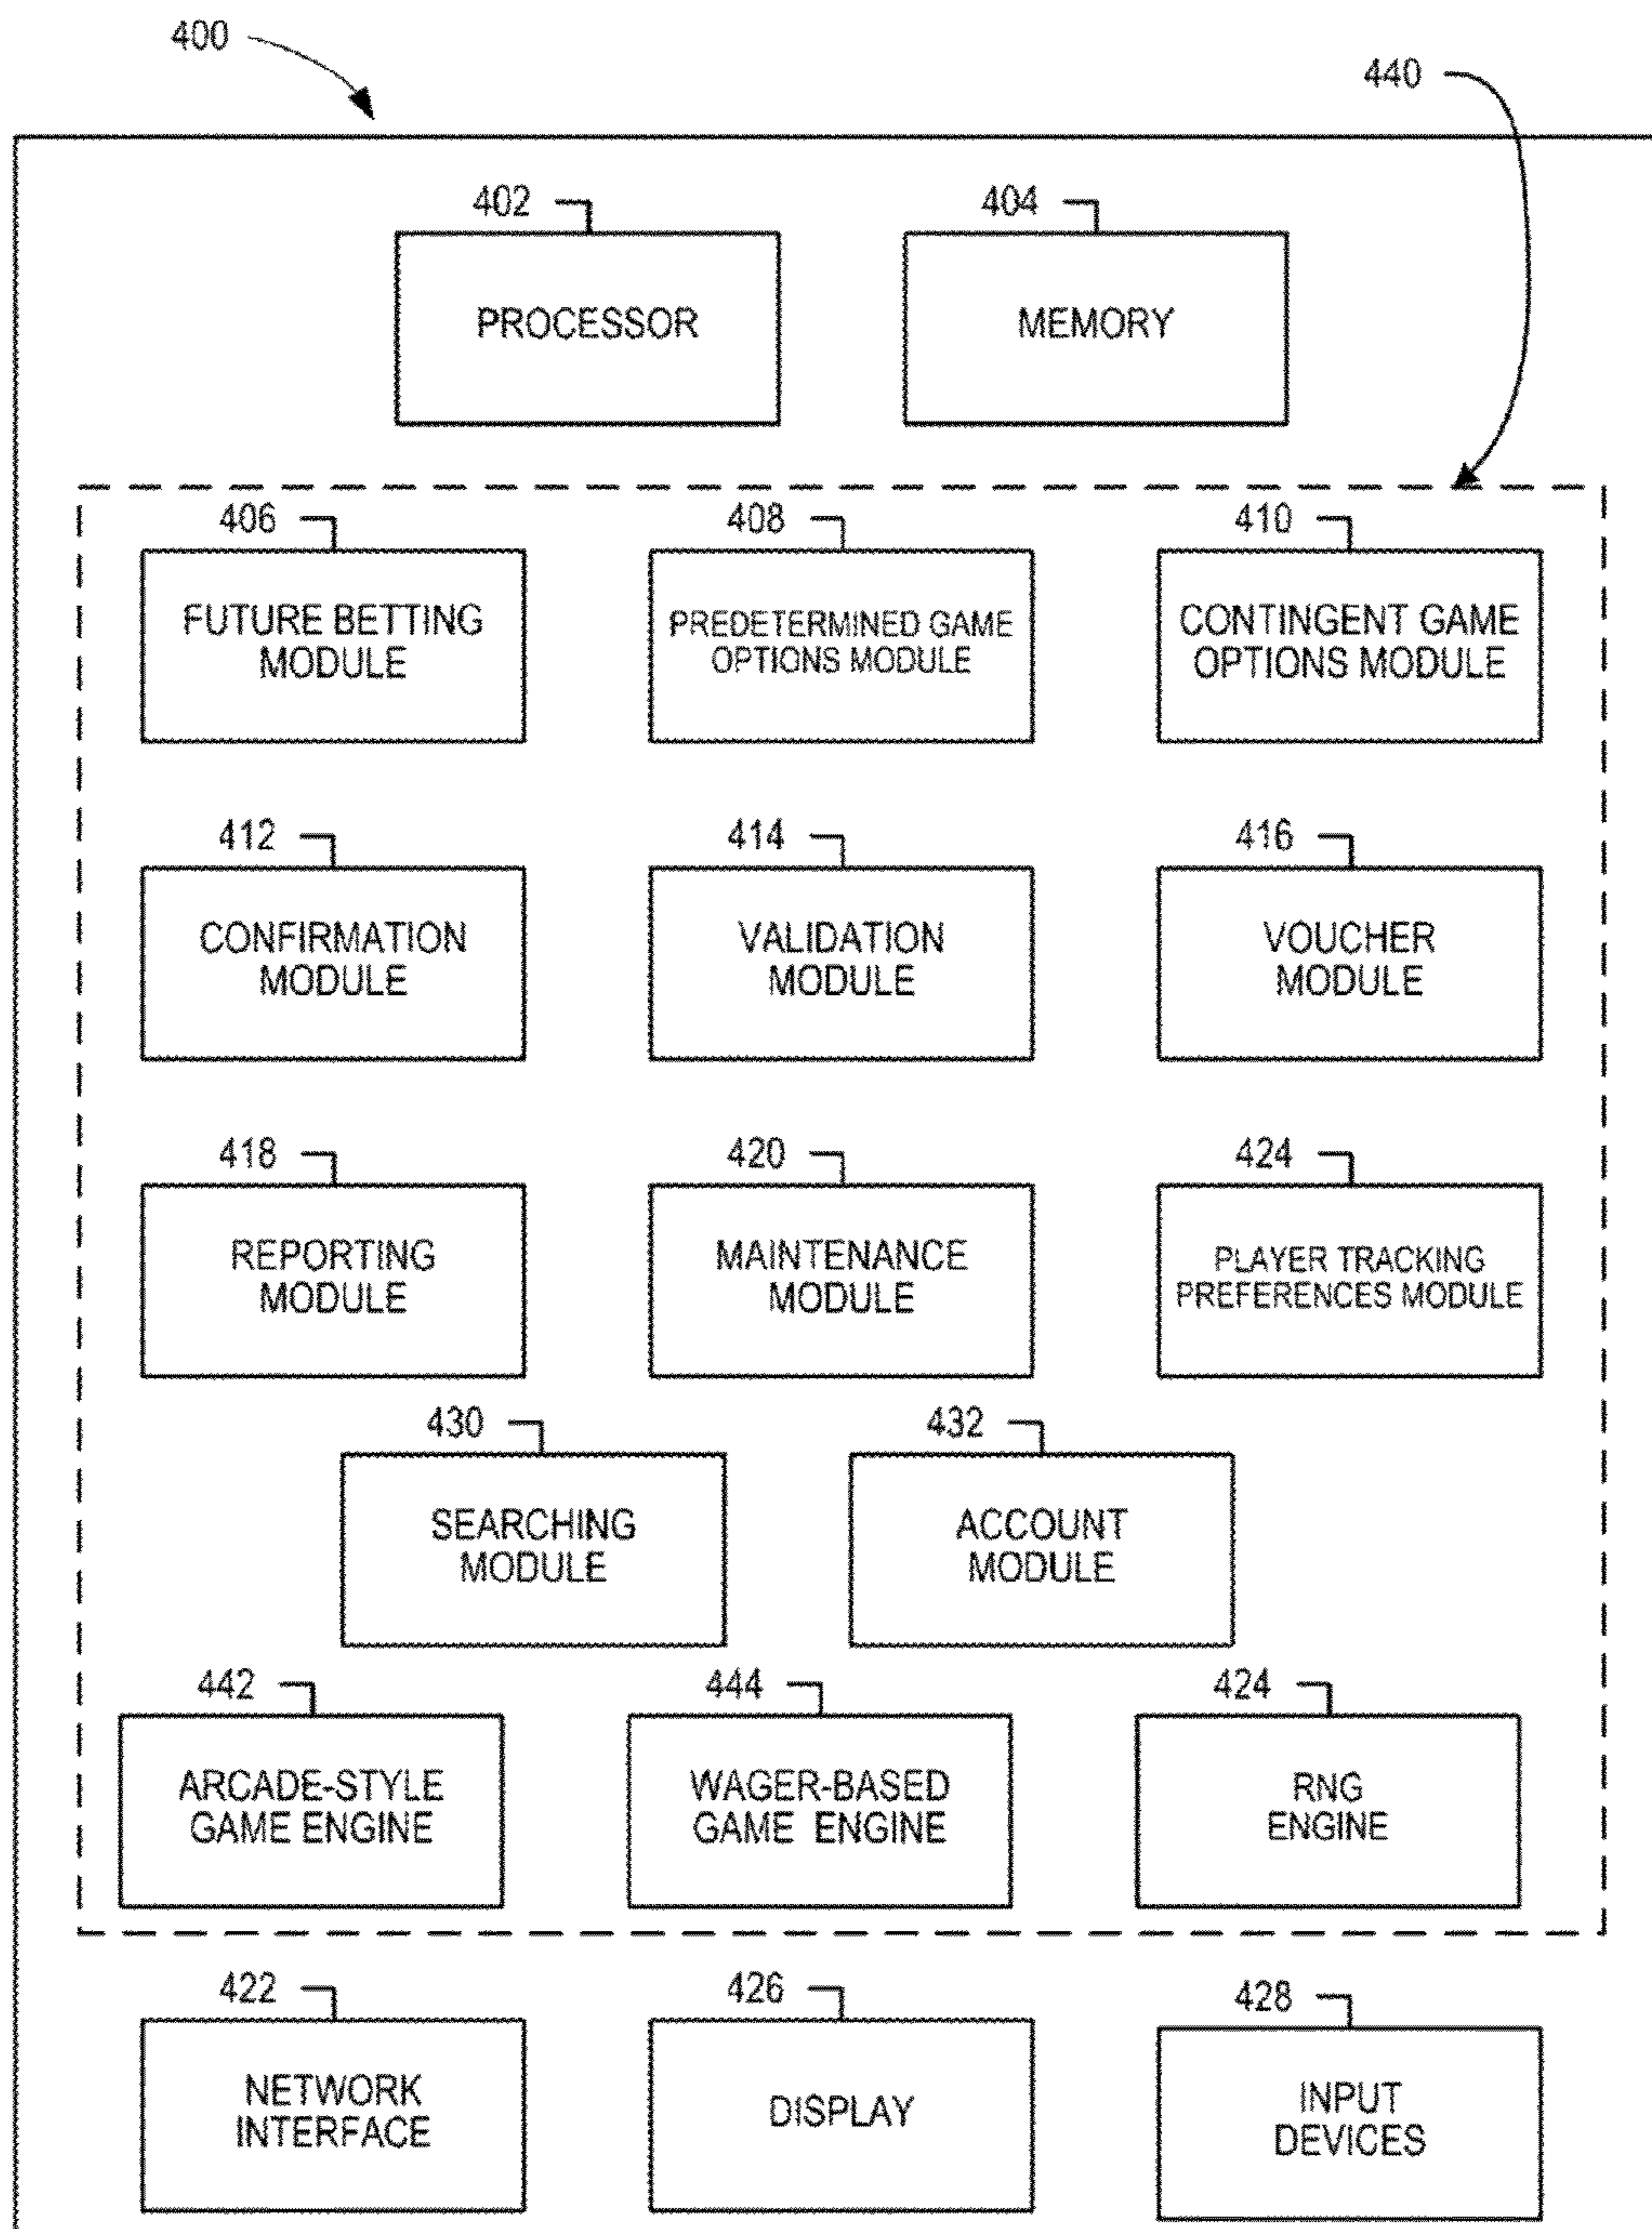 400
440
402
404
PROCESSOR
MEMORY
406
408
410
FUTURE BETTING
MODULE
PREDETERMINED GAME
OPTIONS MODULE
CONTINGENT GAME
OPTIONS MODULE
412
414
416
CONFIRMATION
MODULE
VALIDATION
MODULE
VOUCHER
MODULE
418
420
424
REPORTING
MODULE
MAINTENANCE
MODULE
PLAYER TRACKING
PREFERENCES MODULE
430
432
SEARCHING
MODULE
ACCOUNT
MODULE
442
444
424
ARCADE-STYLE
GAME ENGINE
WAGER-BASED
GAME ENGINE
RNG
ENGINE
422
426
428
NETWORK
INTERFACE
DISPLAY
INPUT
DEVICES